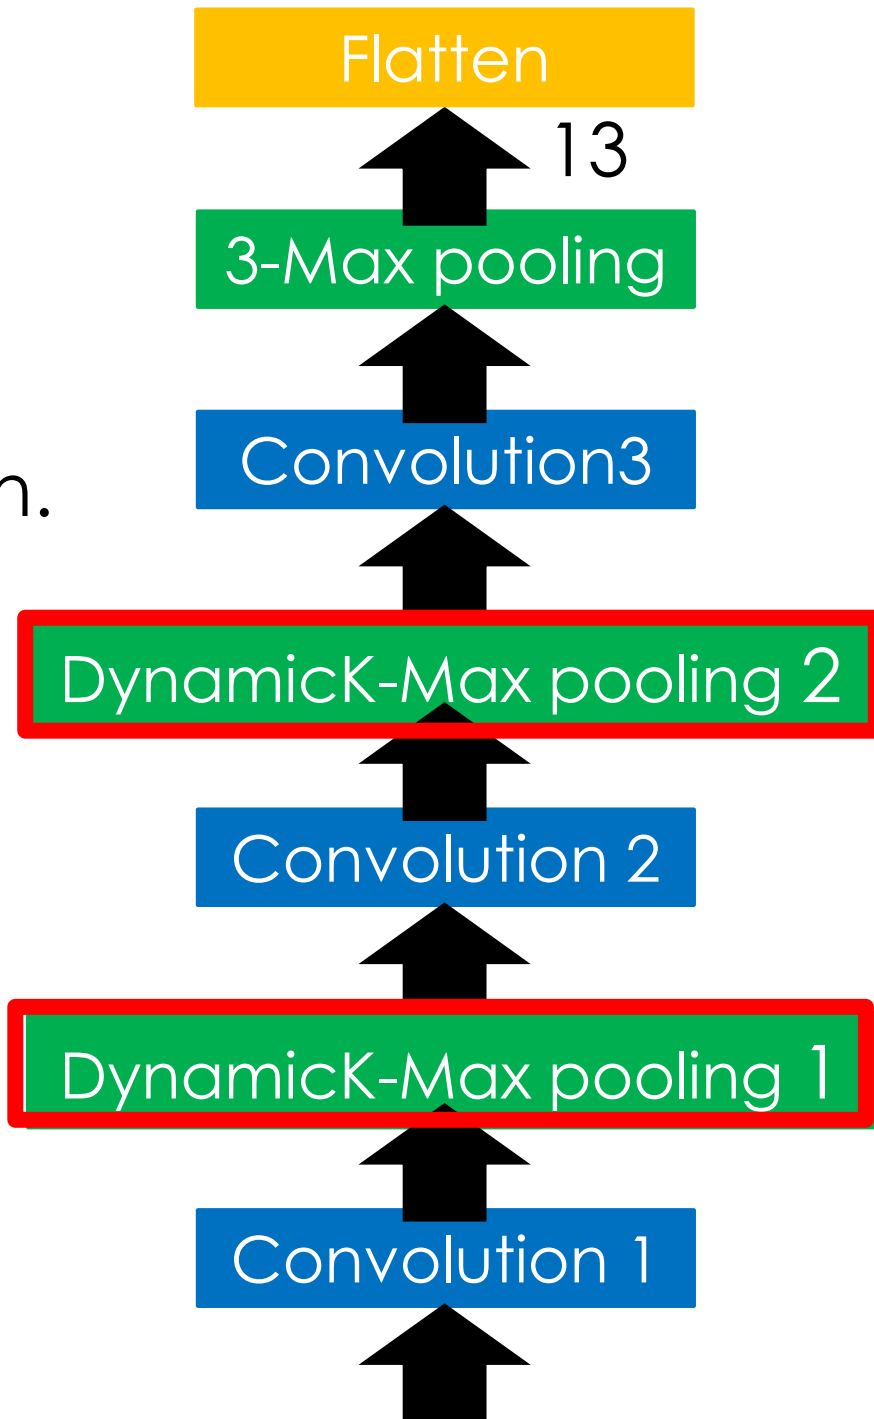 Flatten
13
3-Max pooling
Convolution3
n.
DynamicK-Max pooling 2
Convolution 2
DynamicK-Max pooling 1
Convolution 1